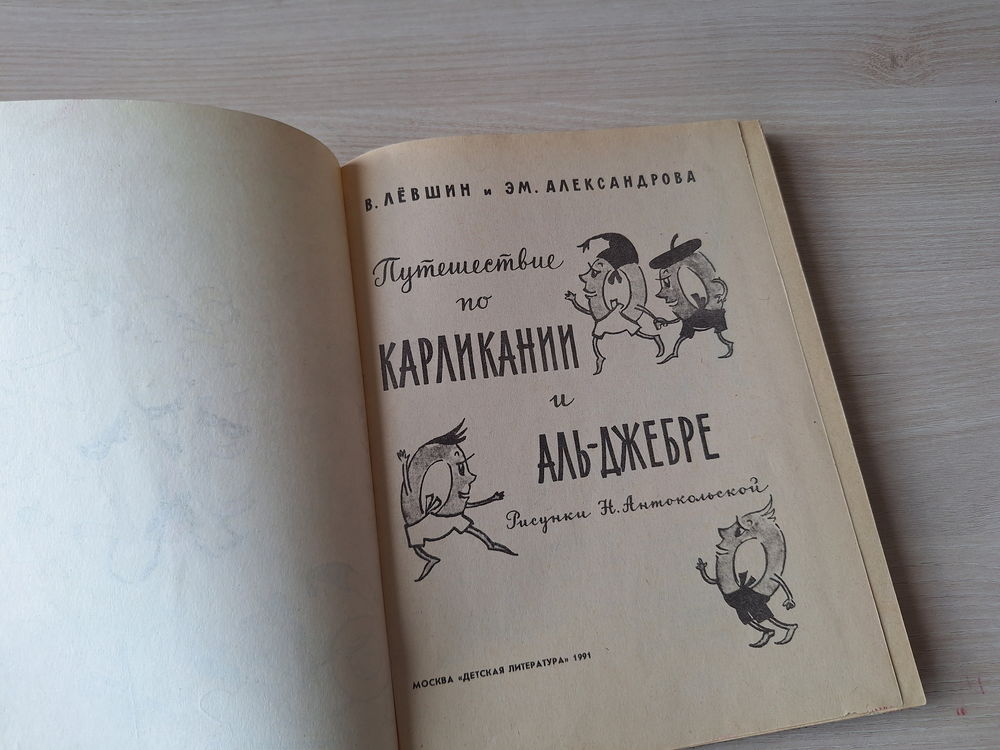 В. ЛЁВШИН и ЭМ. АЛЕКСАНДРОВА
Путешествие
по
КАРЛИКАНИИ
и
АЛЬ-ДЖЕБРЕ
Рисунки Н. Антокольской
МОСКВА «ДЕТСКАЯ ЛИТЕРАТУРА» 1991